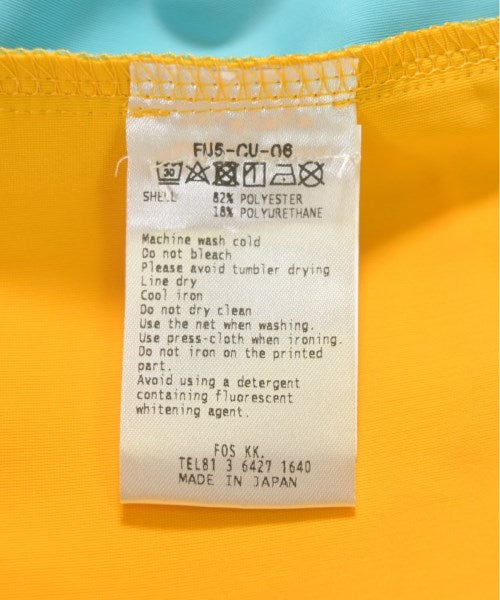 FU5-CU-06
30
SHELL 82% POLYESTER
18% POLYURETHANE
Machine wash cold
Do not bleach
Please avoid tumbler drying
Line dry
Cool iron
Do not dry clean
Use the net when washing.
Use press-cloth when ironing.
Do not iron on the printed
part.
Avoid using a detergent
containing fluorescent
whitening agent.
FOS KK.
TEL81 3 6427 1640
MADE IN JAPAN